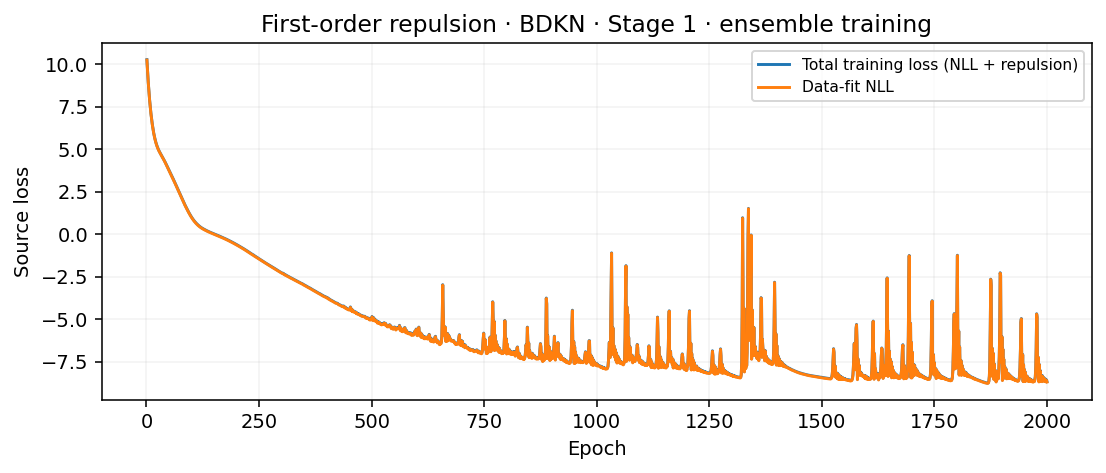 First-order repulsion · BDKN · Stage 1 · ensemble training
Total training loss (NLL + repulsion)
Data-fit NLL
Source loss
10.0
7.5
5.0
2.5
0.0
−2.5
−5.0
−7.5
0 250 500 750 1000 1250 1500 1750 2000
Epoch